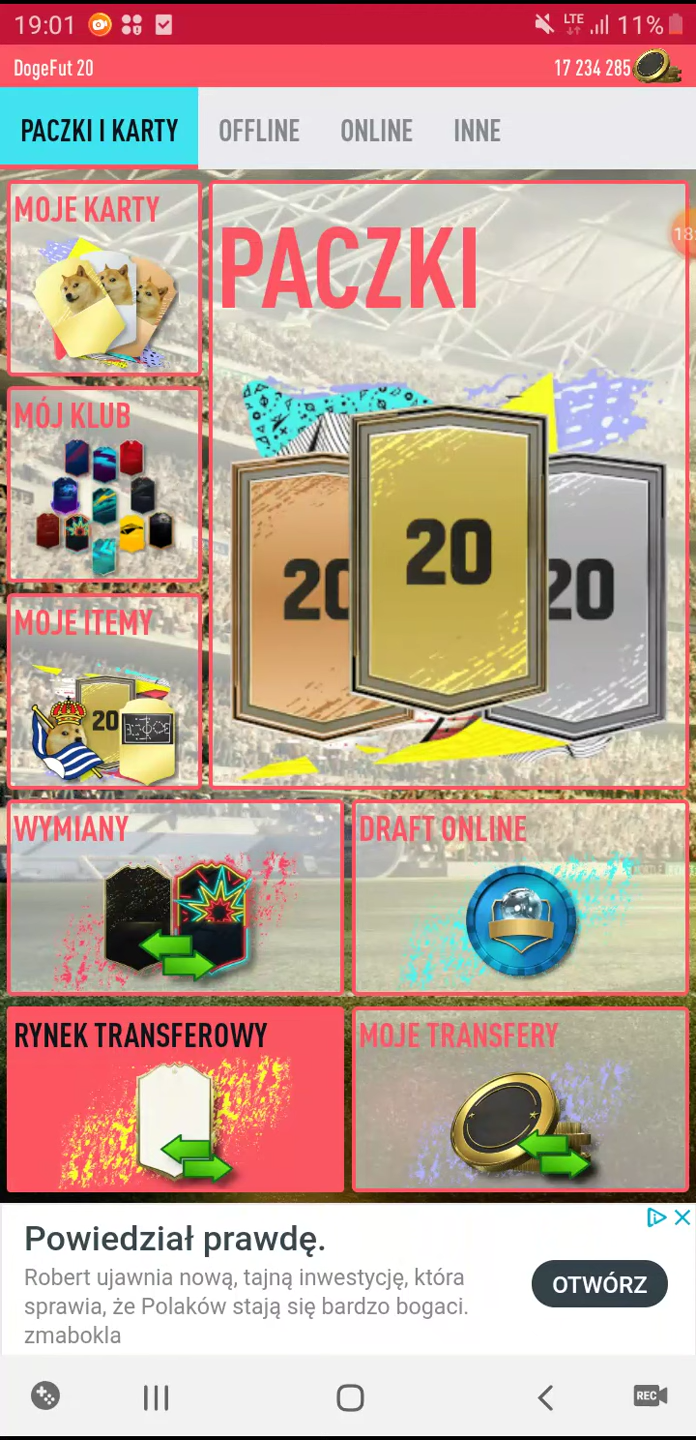 19:01
LTE
11%
DogeFut 20
17 234 285
PACZKI I KARTY
OFFLINE
ONLINE
INNE
MOJE KARTY
PACZKI
18:
MÓJ KLUB
20
20
20
MOJE ITEMY
20
WYMIANY
DRAFT ONLINE
RYNEK TRANSFEROWY
MOJE TRANSFERY
Powiedział prawdę.
Robert ujawnia nową, tajną inwestycję, która
sprawia, że Polaków stają się bardzo bogaci.
zmabokla
OTWÓRZ
REC